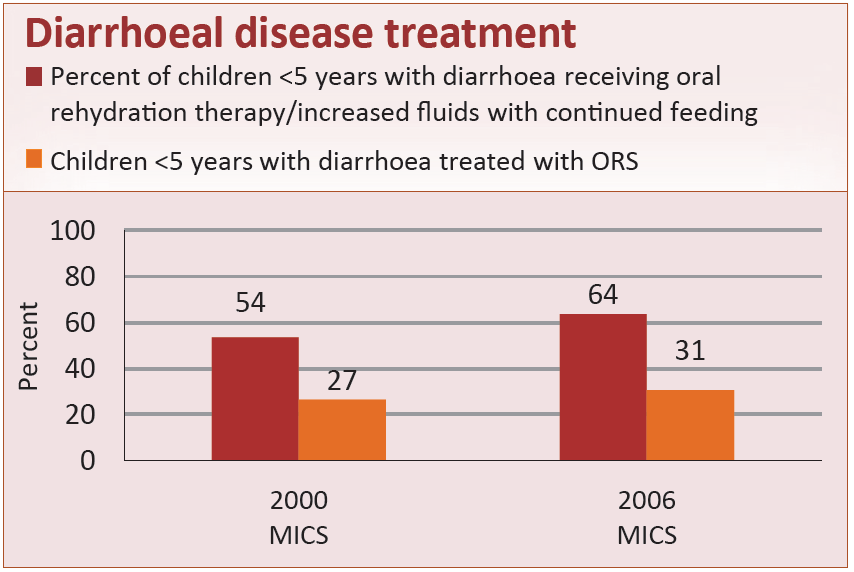 Diarrhoeal disease treatment
Percent of children <5 years with diarrhoea receiving oral
rehydration therapy/increased fluids with continued feeding
Children <5 years with diarrhoea treated with ORS
Percent
100
80
60
40
20
0
54
27
64
31
2000
MICS
2006
MICS